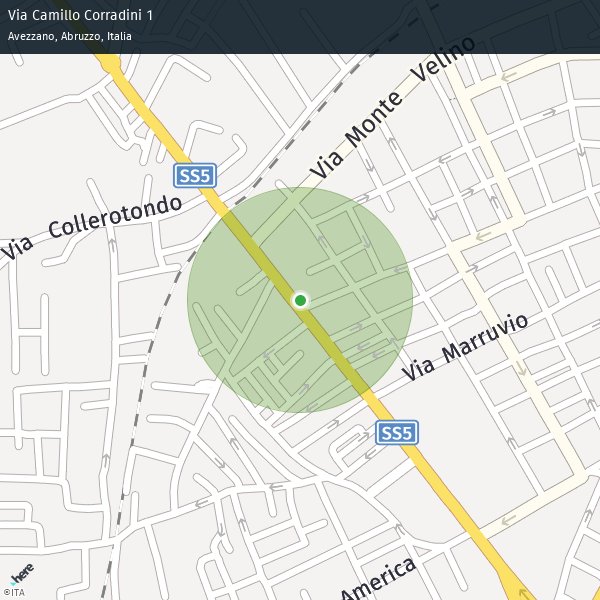 Via Camillo Corradini 1
Avezzano, Abruzzo, Italia
Via Monte Velino
SS5
Via Collerotondo
Via Marruvio
SS5
America
here
©ITA